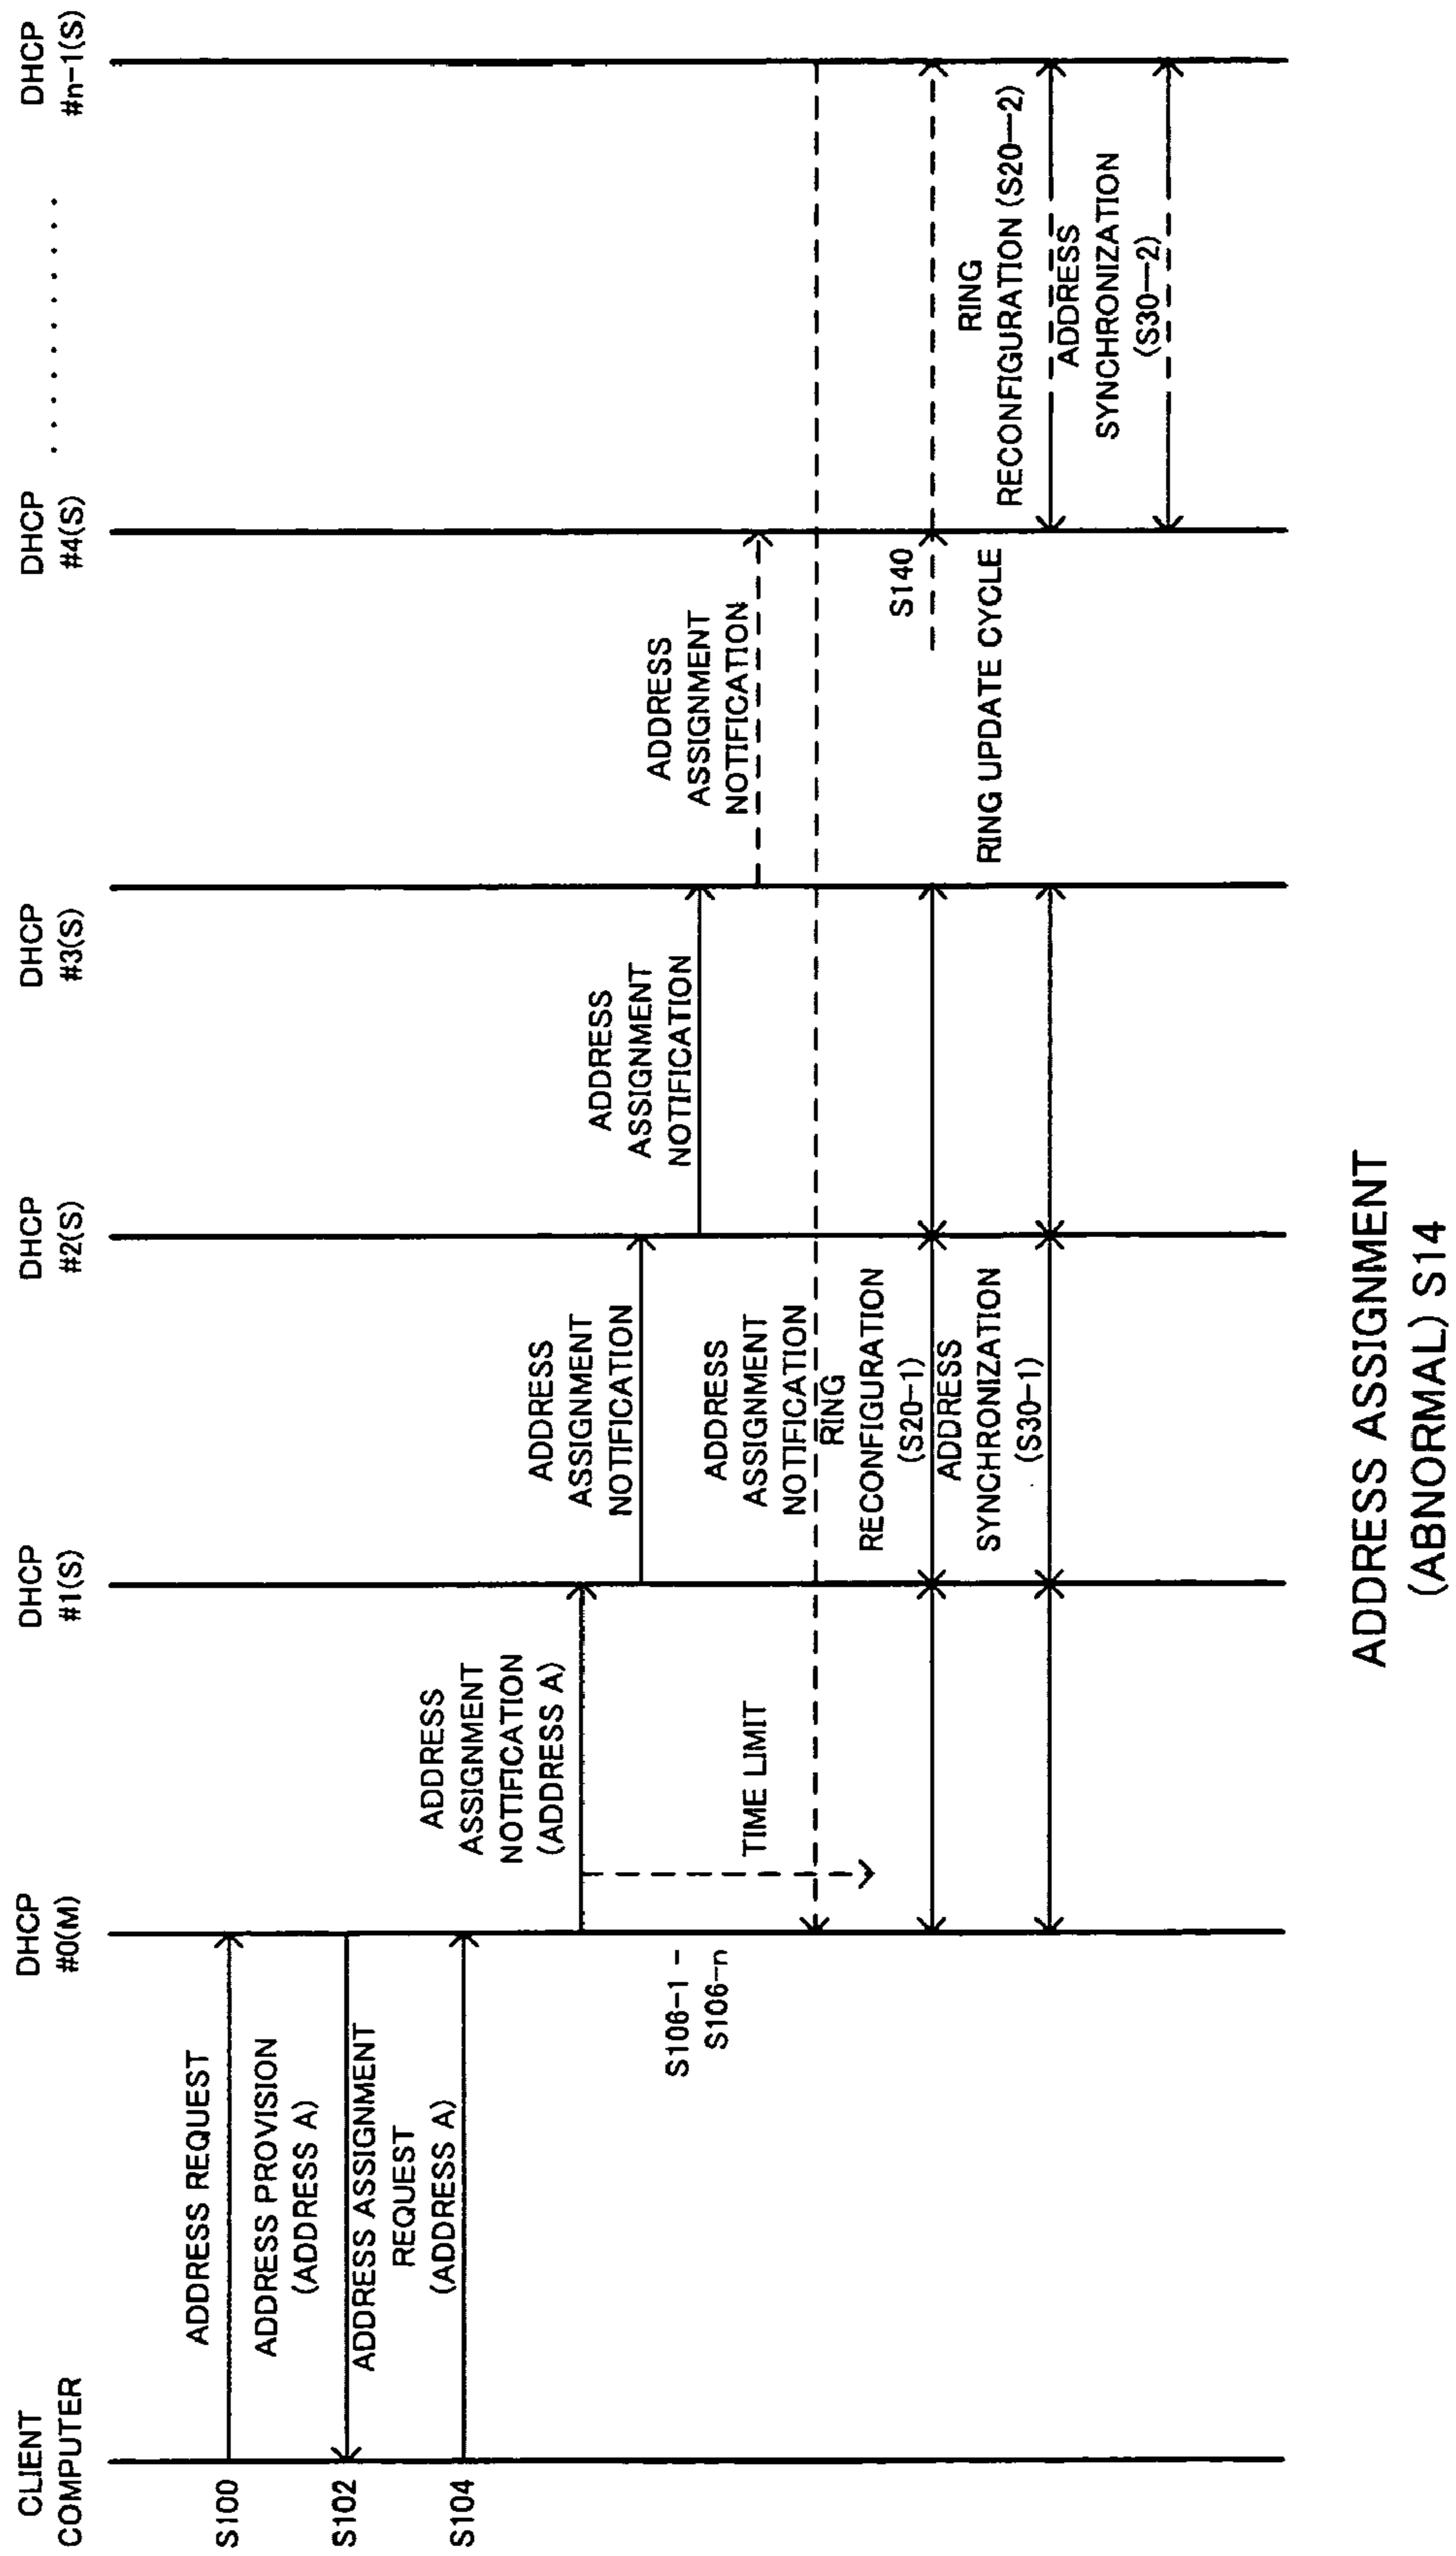 CLIENT
COMPUTER
DHCP
#0(M)
DHCP
#1(S)
DHCP
#2(S)
DHCP
#3(S)
DHCP
#4(S)
. . . . . . . . . . .
DHCP
#n-1(S)
S100
ADDRESS REQUEST
ADDRESS PROVISION
(ADDRESS A)
S102
ADDRESS ASSIGNMENT
REQUEST
(ADDRESS A)
S104
ADDRESS
ASSIGNMENT
NOTIFICATION
(ADDRESS A)
ADDRESS
ASSIGNMENT
NOTIFICATION
ADDRESS
ASSIGNMENT
NOTIFICATION
ADDRESS
ASSIGNMENT
NOTIFICATION
S106-1 -
S106-n
TIME LIMIT
ADDRESS
ASSIGNMENT
NOTIFICATION
RING
RECONFIGURATION
(S20-1)
S140
ADDRESS
SYNCHRONIZATION
(S30-1)
RING UPDATE CYCLE
RING
RECONFIGURATION (S20-2)
ADDRESS
SYNCHRONIZATION
(S30-2)
ADDRESS ASSIGNMENT
(ABNORMAL) S14